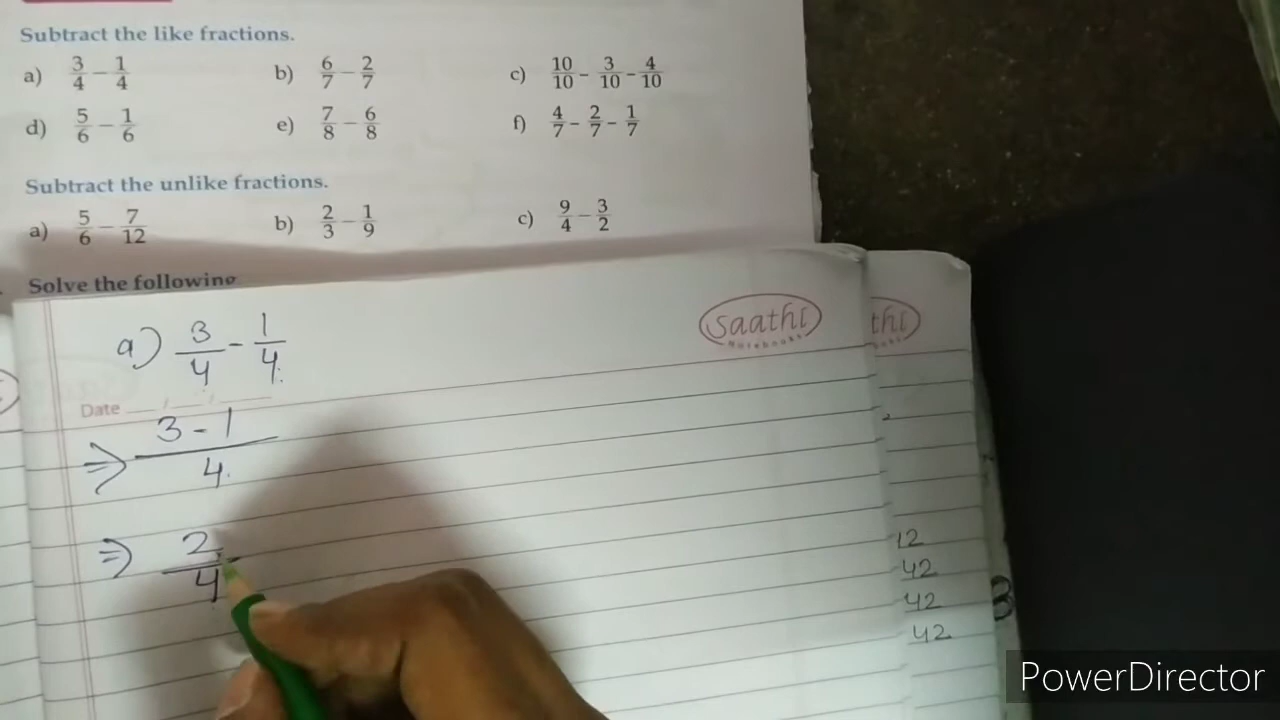 Subtract the like fractions.
a) 3/4 - 1/4 b) 6/7 - 2/7 c) 10/10 - 3/10 - 4/10
d) 5/6 - 1/6 e) 7/8 - 6/8 f) 4/7 - 2/7 - 1/7
Subtract the unlike fractions.
a) 5/6 - 7/12 b) 2/3 - 1/9 c) 9/4 - 3/2
Solve the following
saathi
Notebooks
thi
a) 3/4 - 1/4
Date
⇒ 3 - 1/4
⇒ 2/4
12
42
42
42
3
PowerDirector